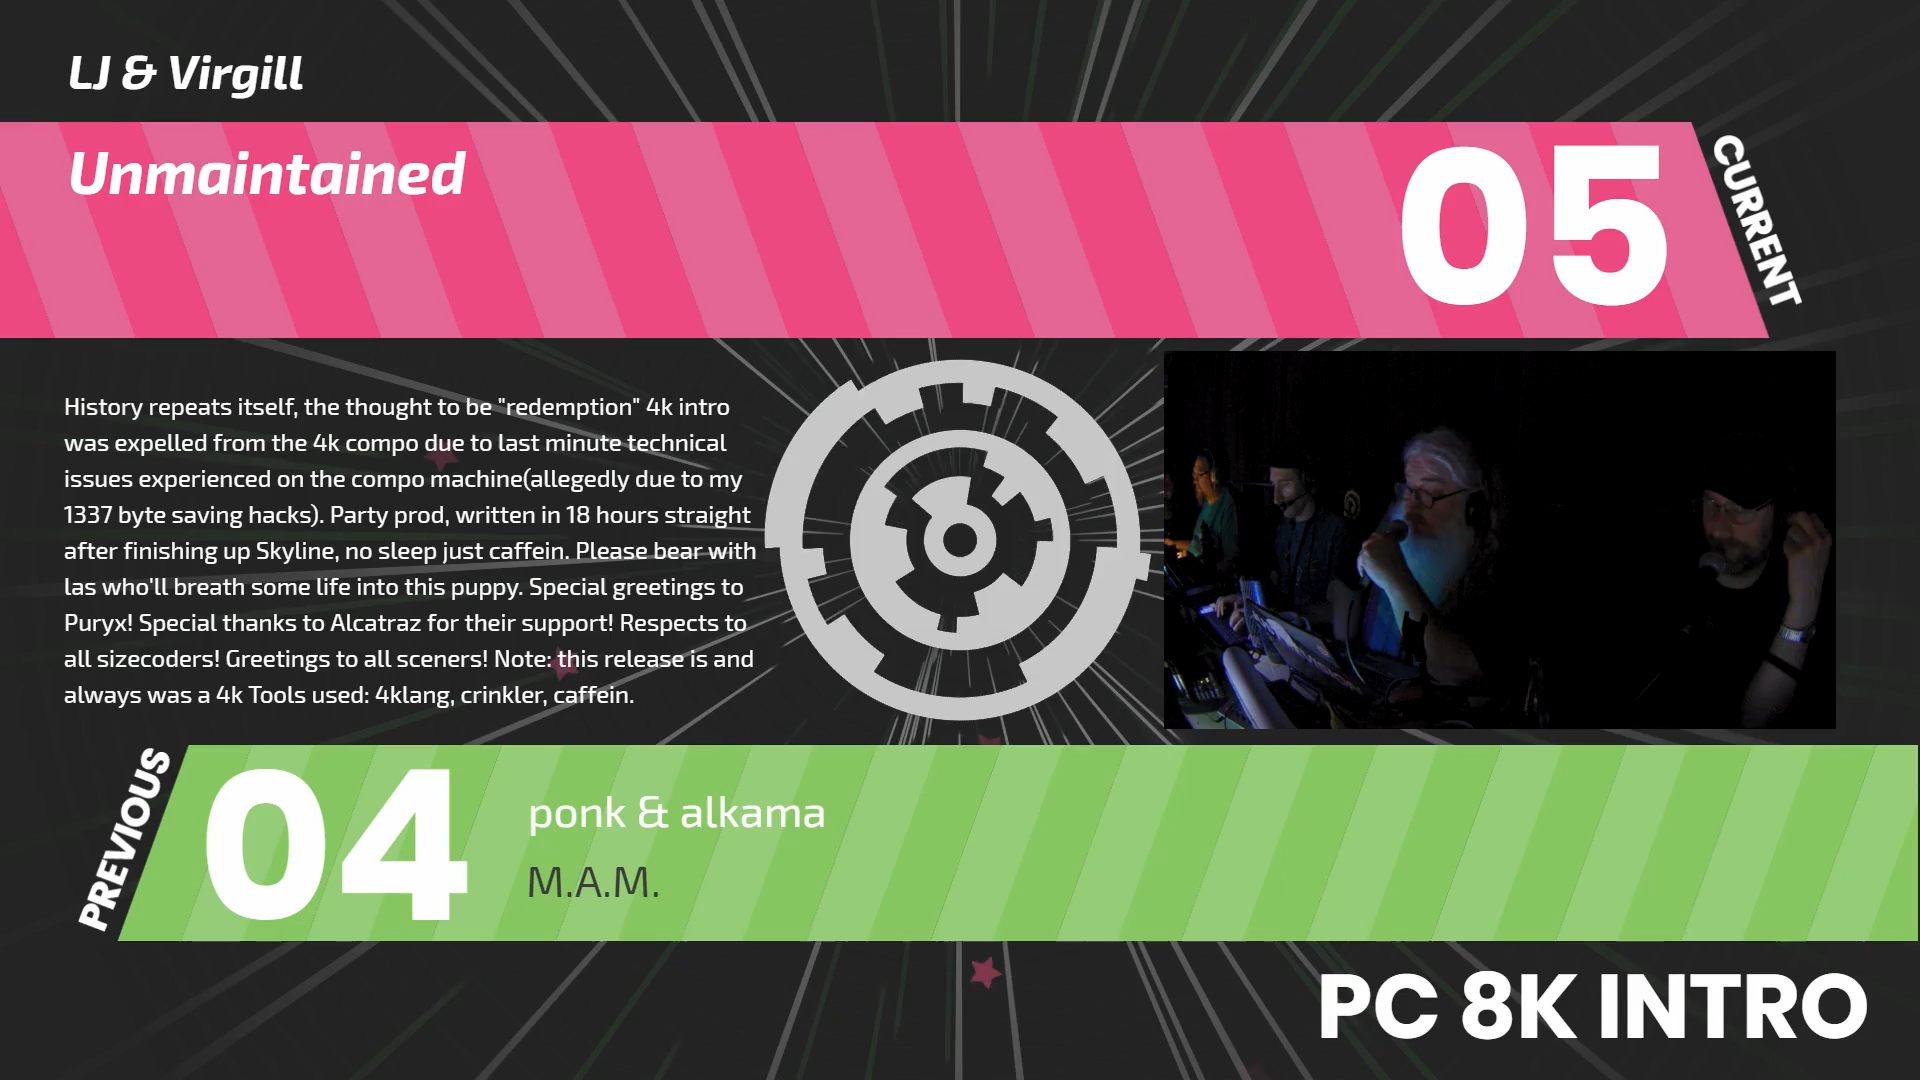 LJ & Virgill
Unmaintained
05
CURRENT
History repeats itself, the thought to be "redemption" 4k intro
was expelled from the 4k compo due to last minute technical
issues experienced on the compo machine(allegedly due to my
1337 byte saving hacks). Party prod, written in 18 hours straight
after finishing up Skyline, no sleep just caffein. Please bear with
las who'll breath some life into this puppy. Special greetings to
Puryx! Special thanks to Alcatraz for their support! Respects to
all sizecoders! Greetings to all sceners! Note: this release is and
always was a 4k Tools used: 4klang, crinkler, caffein.
PREVIOUS
04
ponk & alkama
M.A.M.
PC 8K INTRO